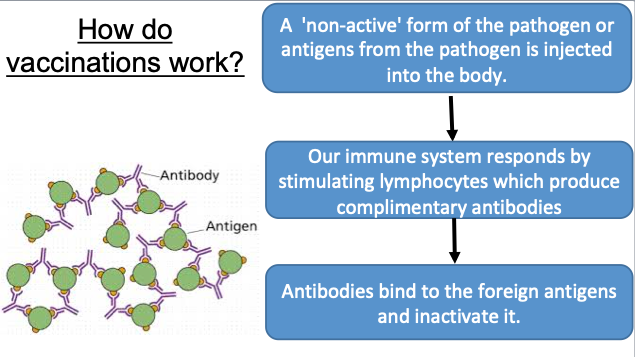 How do
vaccinations work?
A 'non-active' form of the pathogen or
antigens from the pathogen is injected
into the body.
Our immune system responds by
stimulating lymphocytes which produce
complimentary antibodies
Antibodies bind to the foreign antigens
and inactivate it.
Antibody
Antigen